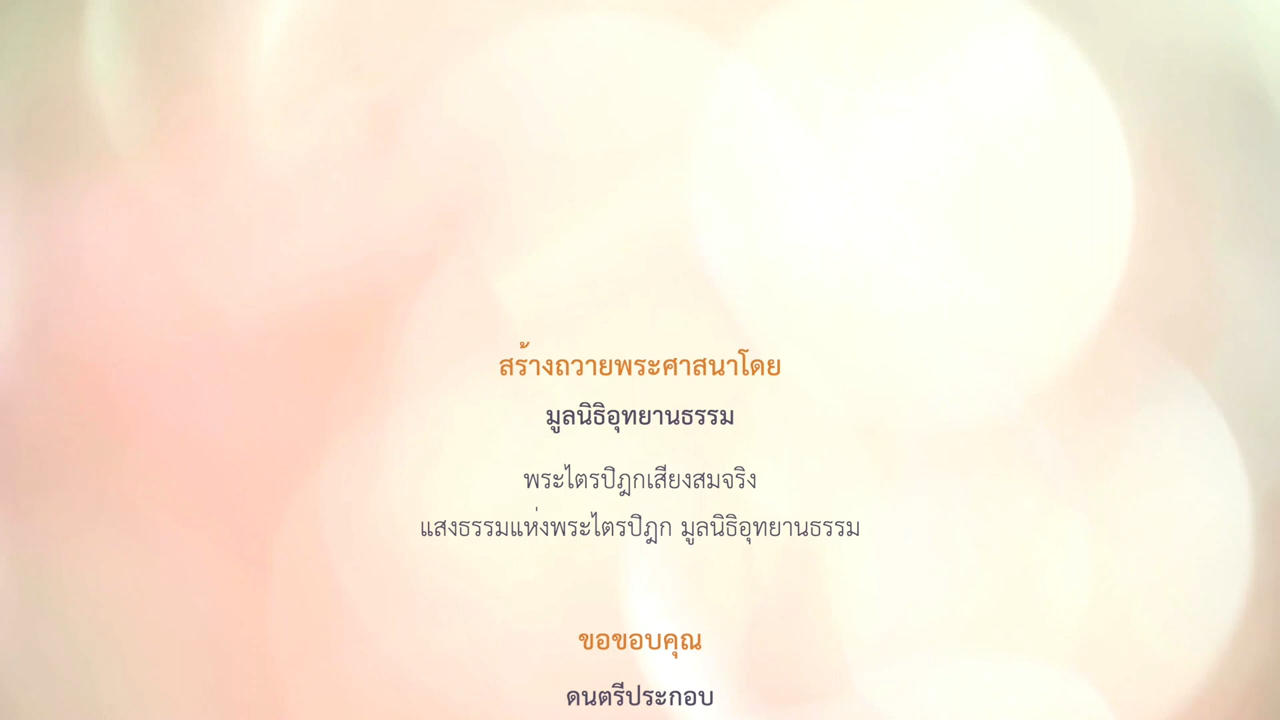 สร้างถวายพระศาสนาโดย
มูลนิธิอุทยานธรรม
พระไตรปิฎกเสียงสมจริง
แสงธรรมแห่งพระไตรปิฎก มูลนิธิอุทยานธรรม
ขอขอบคุณ
ดนตรีประกอบ